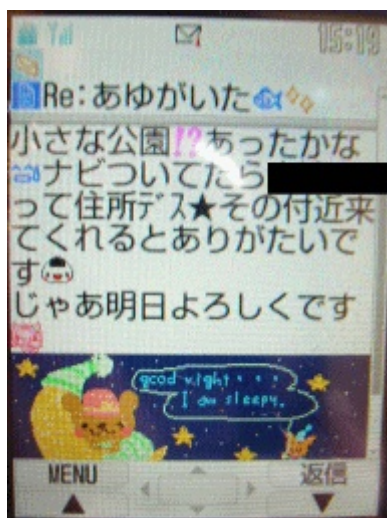 15:19
Re:あゆがいた
小さな公園!?あったかな
ナビついてたら
って住所デス★その付近来
てくれるとありがたいで
す
じゃあ明日よろしくです
good night・・・
I am sleepy.
MENU
返信